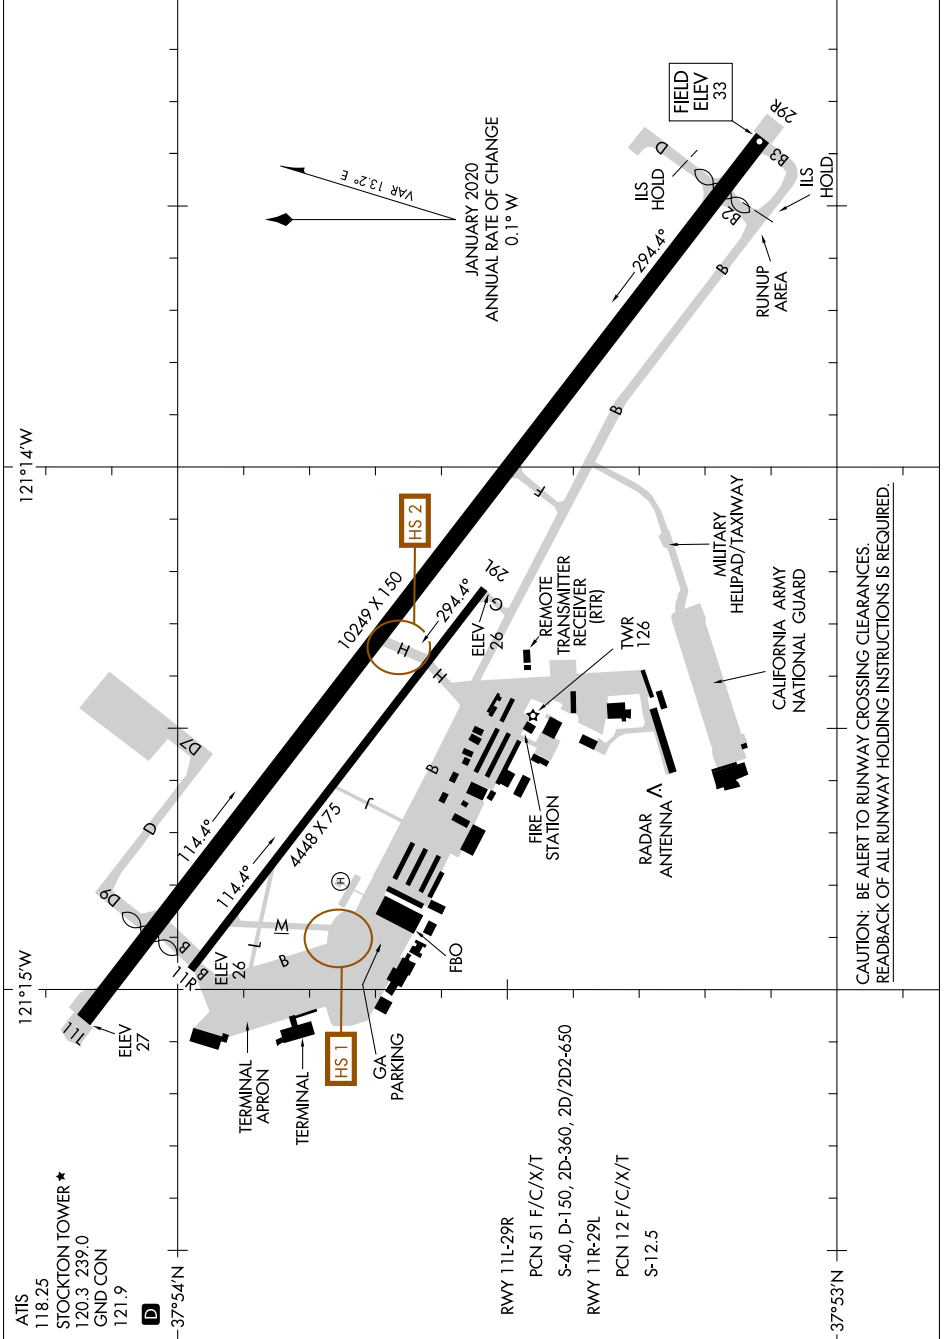 ATIS
118.25
STOCKTON TOWER ★
120.3 239.0
GND CON
121.9
D
37°54'N
37°53'N
121°15'W
121°14'W
JANUARY 2020
ANNUAL RATE OF CHANGE
0.1° W
VAR 13.2° E
FIELD
ELEV
33
29R
B3
D
ILS
HOLD
ILS
HOLD
B2
B
RUNUP
AREA
294.4°
B
F
10249 X 150
HS 2
H
H
294.4°
29L
G
ELEV
26
REMOTE
TRANSMITTER
RECEIVER
(RTR)
TWR
126
MILITARY
HELIPAD/TAXIWAY
CALIFORNIA ARMY
NATIONAL GUARD
D7
D
D9
114.4°
114.4°
4448 X 75
J
B
H
FIRE
STATION
RADAR
ANTENNA
M
L
B
B
B
11R
ELEV
26
11L
ELEV
27
FBO
HS 1
GA
PARKING
TERMINAL
APRON
TERMINAL
RWY 11L-29R
PCN 51 F/C/X/T
S-40, D-150, 2D-360, 2D/2D2-650
RWY 11R-29L
PCN 12 F/C/X/T
S-12.5
CAUTION: BE ALERT TO RUNWAY CROSSING CLEARANCES.
READBACK OF ALL RUNWAY HOLDING INSTRUCTIONS IS REQUIRED.